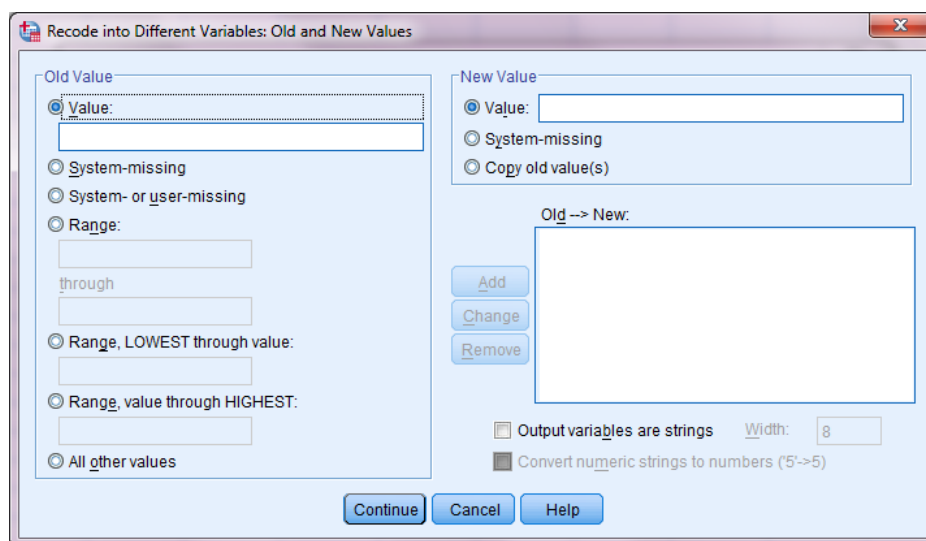 Recode into Different Variables: Old and New Values
Old Value
Value:
System-missing
System- or user-missing
Range:
through
Range, LOWEST through value:
Range, value through HIGHEST:
All other values
New Value
Value:
System-missing
Copy old value(s)
Old --> New:
Add
Change
Remove
Output variables are strings Width: 8
Convert numeric strings to numbers ('5'->5)
Continue Cancel Help